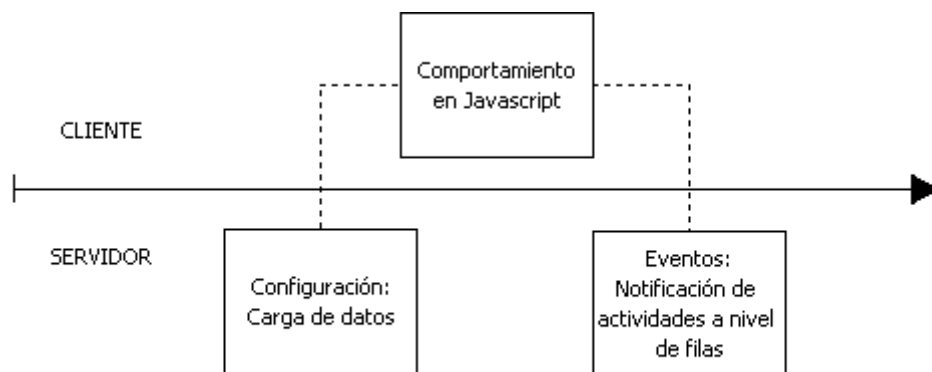 Comportamiento
en Javascript
CLIENTE
SERVIDOR
Configuración:
Carga de datos
Eventos:
Notificación de
actividades a nivel
de filas